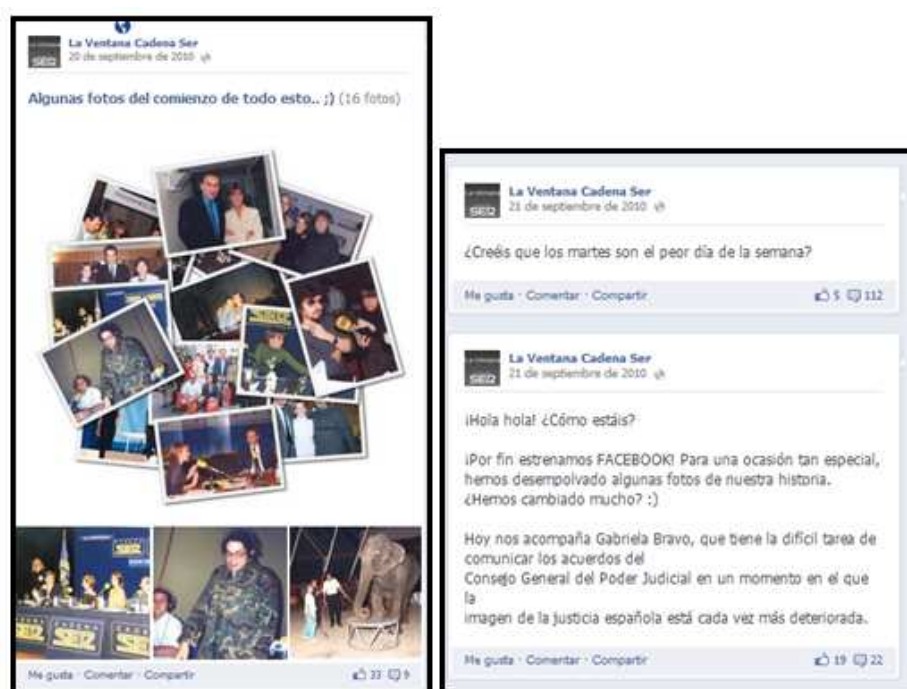 La Ventana Cadena Ser
20 de septiembre de 2010
Algunas fotos del comienzo de todo esto.. ;) (16 fotos)
Me gusta · Comentar · Compartir
33 9
La Ventana Cadena Ser
21 de septiembre de 2010
¿Creéis que los martes son el peor día de la semana?
Me gusta · Comentar · Compartir
5 112
La Ventana Cadena Ser
21 de septiembre de 2010
¡Hola hola! ¿Cómo estáis?
¡Por fin estrenamos FACEBOOK! Para una ocasión tan especial,
hemos desempolvado algunas fotos de nuestra historia.
¿Hemos cambiado mucho? :)
Hoy nos acompaña Gabriela Bravo, que tiene la difícil tarea de
comunicar los acuerdos del
Consejo General del Poder Judicial en un momento en el que
la
imagen de la justicia española está cada vez más deteriorada.
Me gusta · Comentar · Compartir
19 22